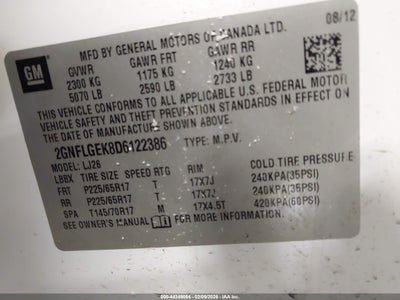 08/12
GM
MFD BY GENERAL MOTORS OF CANADA LTD.
GVWR GAWR FRT GAWR RR
2300 KG 1175 KG 1240 KG
5070 LB 2590 LB 2733 LB
THIS VEHICLE CONFORMS TO ALL APPLICABLE U.S. FEDERAL MOTOR
VEHICLE SAFETY, BUMPER, AND THEFT PREVENTION STANDARDS IN EFFECT ON
THE DATE OF MANUFACTURE SHOWN ABOVE.
2GNFLGEK8D6122386 TYPE: M.P.V.
MODEL: LJ26
LBBX TIRE SIZE SPEED RTG RIM COLD TIRE PRESSURE
FRT P225/65R17 T 17X7J 240KPA(35PSI)
RR P225/65R17 T 17X7J 240KPA(35PSI)
SPA T145/70R17 M 17X4.5T 420KPA(60PSI)
SEE OWNER'S MANUAL FOR MORE INFORMATION.